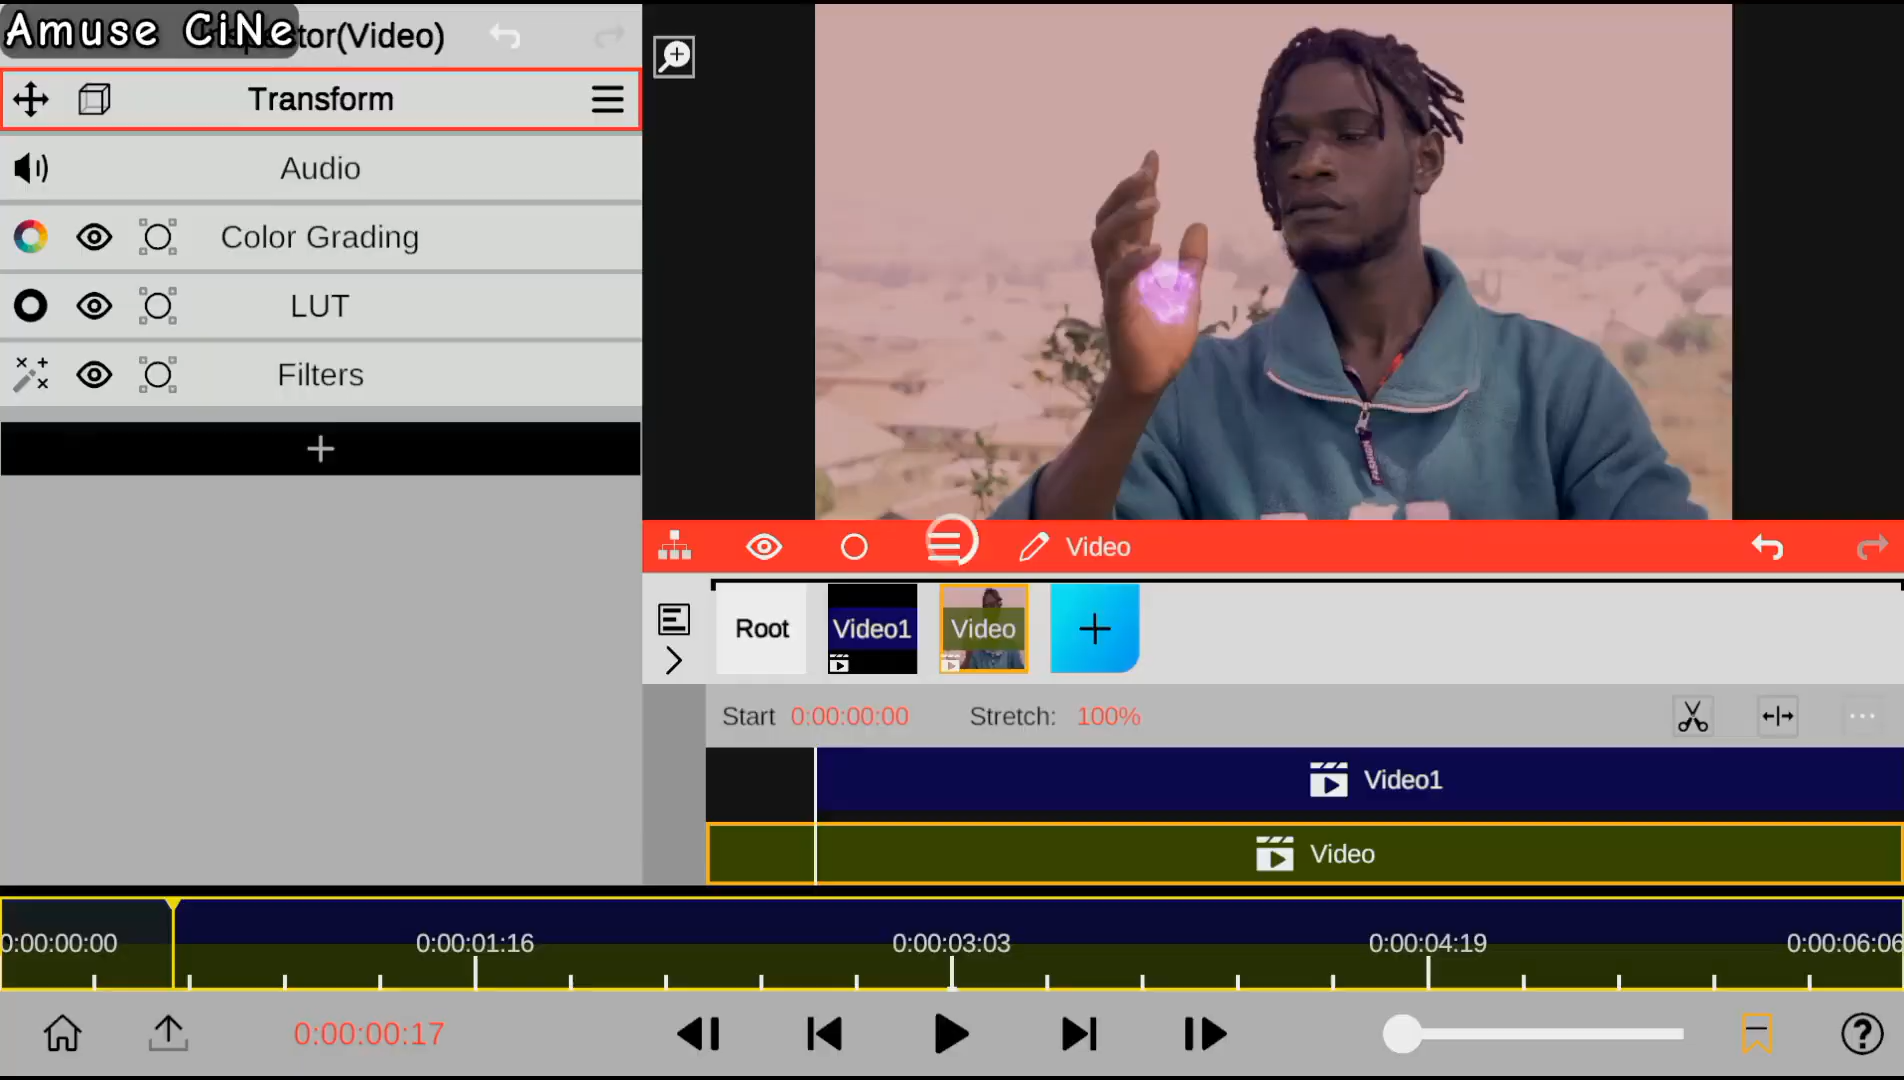 Amuse CiNe
tor(Video)
Transform
Audio
Color Grading
LUT
Filters
Video
Root
Video1
Video
Start 0:00:00:00 Stretch: 100%
Video1
Video
0:00:00:00 0:00:01:16 0:00:03:03 0:00:04:19 0:00:06:06
0:00:00:17